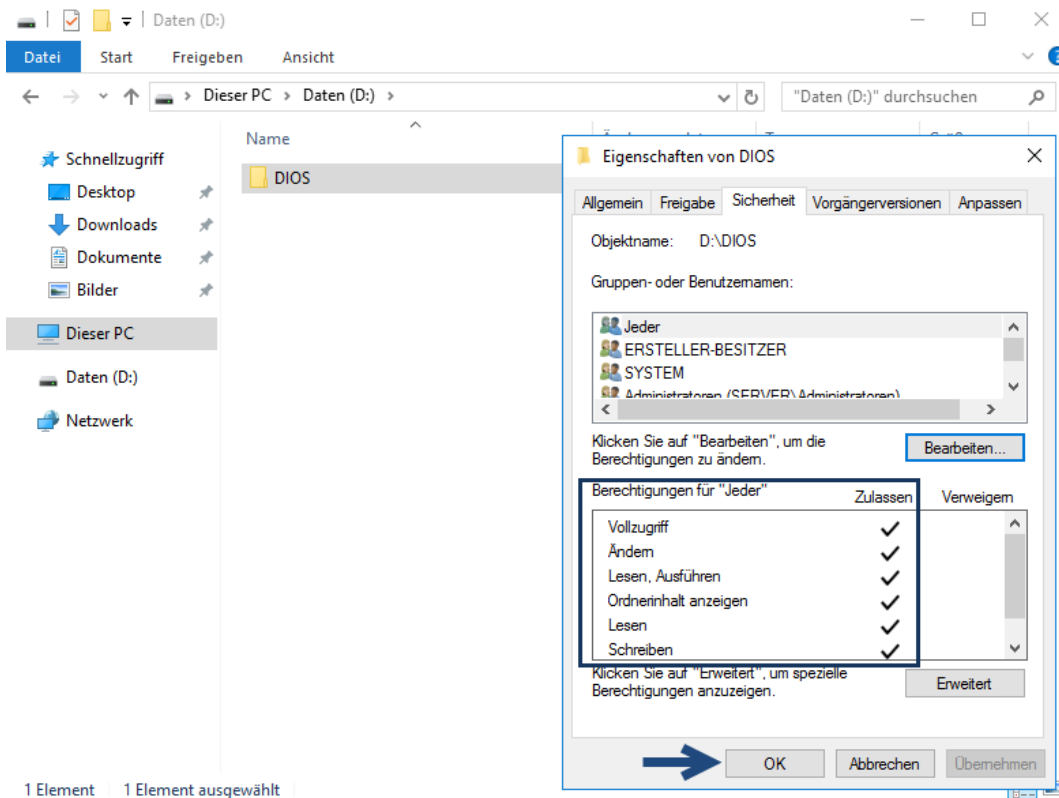 Daten (D:)
Datei Start Freigeben Ansicht
Dieser PC Daten (D:) "Daten (D:)" durchsuchen
Name
Schnellzugriff
DIOS
Desktop
Downloads
Dokumente
Bilder
Dieser PC
Daten (D:)
Netzwerk
Eigenschaften von DIOS
Allgemein Freigabe Sicherheit Vorgängerversionen Anpassen
Objektname: D:\DIOS
Gruppen- oder Benutzernamen:
Jeder
ERSTELLER-BESITZER
SYSTEM
Administratoren (SERVER\Administratoren)
Klicken Sie auf "Bearbeiten", um die
Berechtigungen zu ändern.
Bearbeiten...
Berechtigungen für "Jeder" Zulassen Verweigern
Vollzugriff
Ändern
Lesen, Ausführen
Ordnerinhalt anzeigen
Lesen
Schreiben
Klicken Sie auf "Erweitert", um spezielle
Berechtigungen anzuzeigen.
Erweitert
OK Abbrechen Übernehmen
1 Element 1 Element ausgewählt